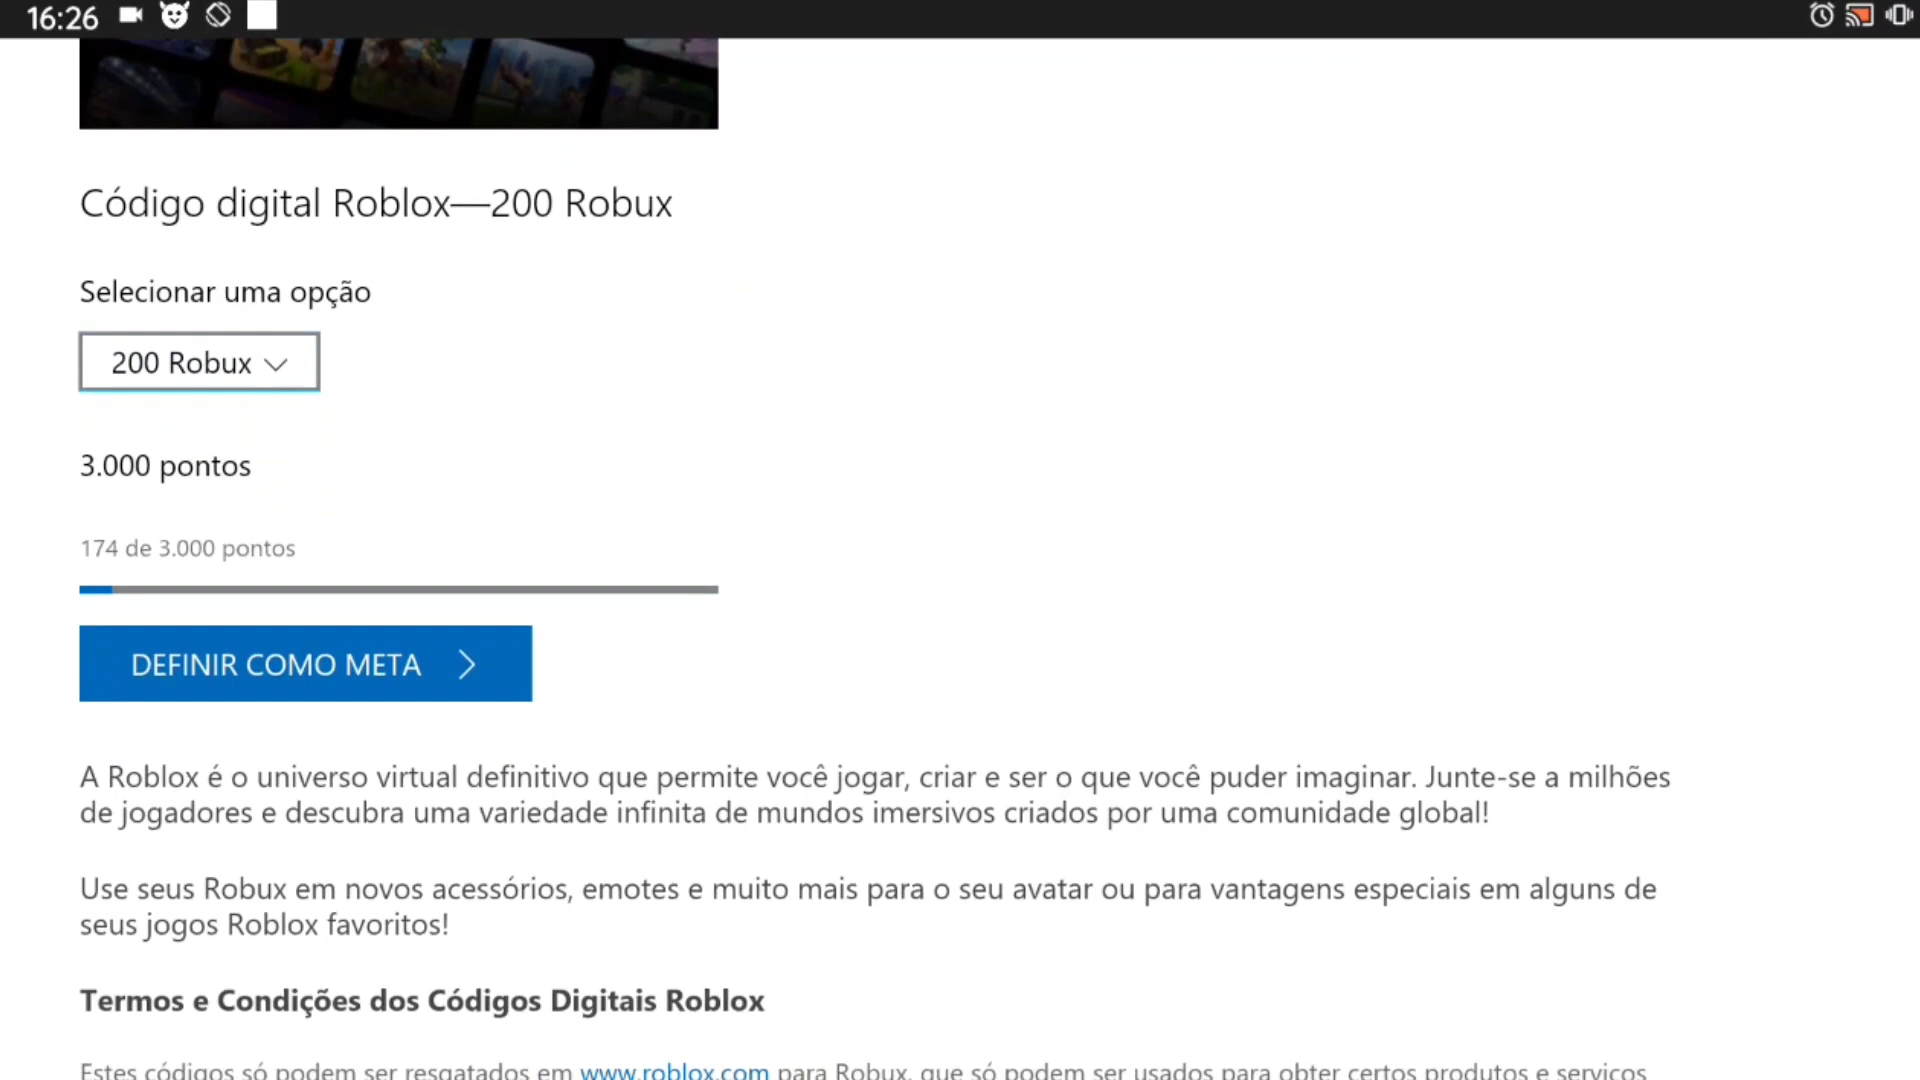 16:26
Código digital Roblox—200 Robux
Selecionar uma opção
200 Robux
3.000 pontos
174 de 3.000 pontos
DEFINIR COMO META
A Roblox é o universo virtual definitivo que permite você jogar, criar e ser o que você puder imaginar. Junte-se a milhões
de jogadores e descubra uma variedade infinita de mundos imersivos criados por uma comunidade global!
Use seus Robux em novos acessórios, emotes e muito mais para o seu avatar ou para vantagens especiais em alguns de
seus jogos Roblox favoritos!
Termos e Condições dos Códigos Digitais Roblox
Estes códigos só podem ser resgatados em www.roblox.com para Robux, que só podem ser usados para obter certos produtos e serviços